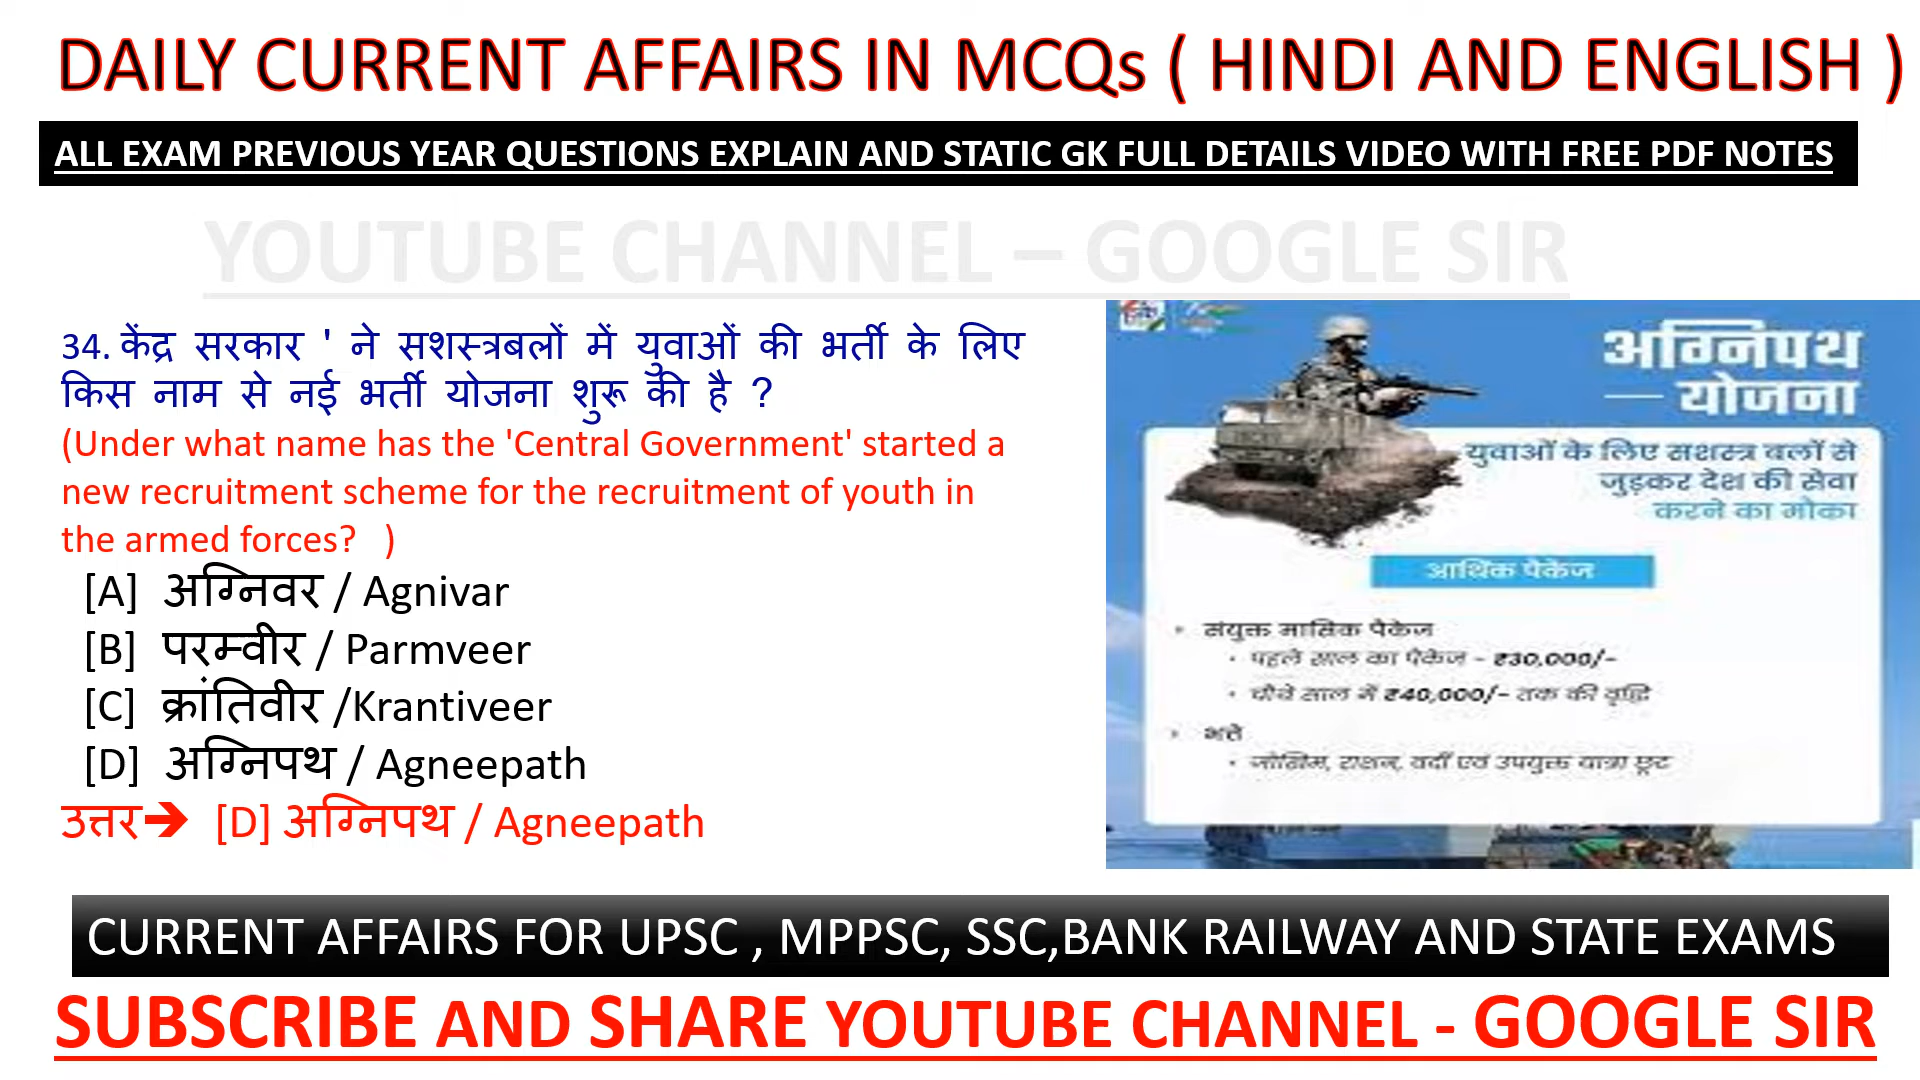 DAILY CURRENT AFFAIRS IN MCQs ( HINDI AND ENGLISH )
ALL EXAM PREVIOUS YEAR QUESTIONS EXPLAIN AND STATIC GK FULL DETAILS VIDEO WITH FREE PDF NOTES
YOUTUBE CHANNEL – GOOGLE SIR
34. केंद्र सरकार ' ने सशस्त्रबलों में युवाओं की भर्ती के लिए
किस नाम से नई भर्ती योजना शुरू की है ?
(Under what name has the 'Central Government' started a
new recruitment scheme for the recruitment of youth in
the armed forces? )
[A] अग्निवर / Agnivar
[B] परम्वीर / Parmveer
[C] क्रांतिवीर /Krantiveer
[D] अग्निपथ / Agneepath
उत्तर➔ [D] अग्निपथ / Agneepath
अग्निपथ
योजना
युवाओं के लिए सशस्त्र बलों से
जुड़कर देश की सेवा
करने का मौका
आर्थिक पैकेज
• संयुक्त मासिक पैकेज
• पहले साल का पैकेज - ₹30,000/-
• चौथे साल में ₹40,000/- तक की वृद्धि
• भत्ते
• जोखिम, राशन, वर्दी एवं उपयुक्त यात्रा छूट
CURRENT AFFAIRS FOR UPSC , MPPSC, SSC,BANK RAILWAY AND STATE EXAMS
SUBSCRIBE AND SHARE YOUTUBE CHANNEL - GOOGLE SIR